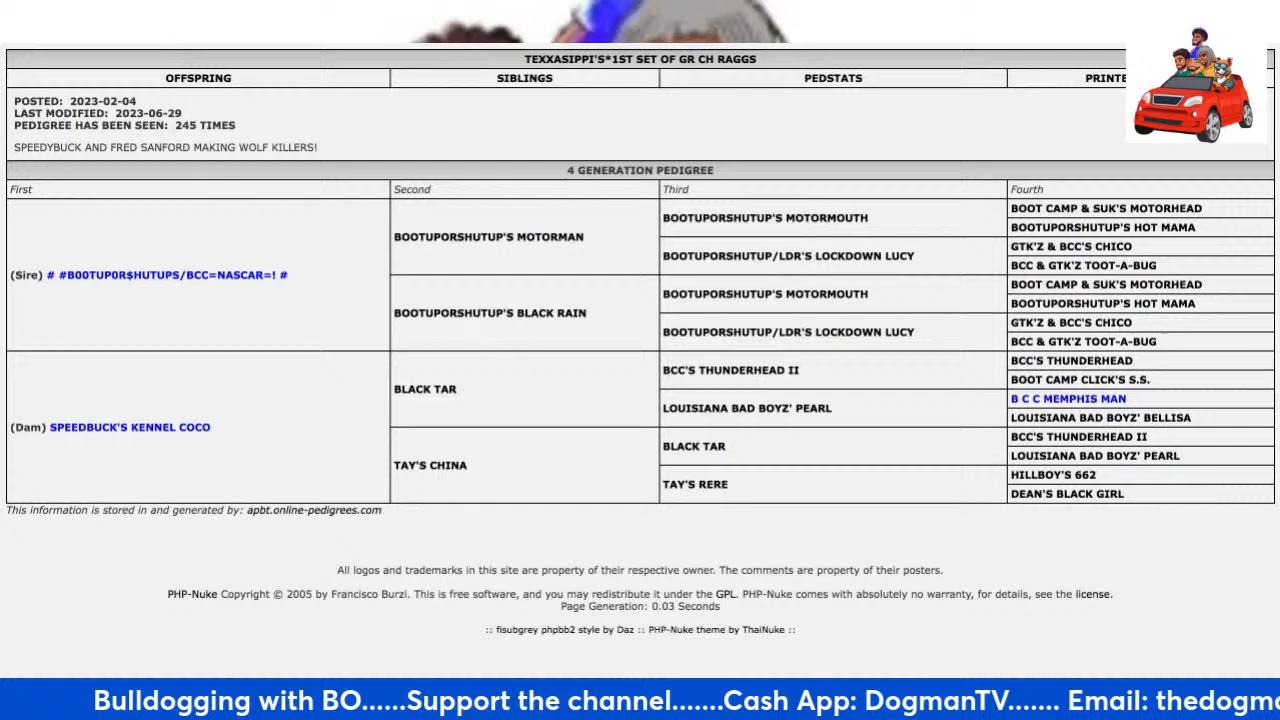 TEXXASIPPI'S*1ST SET OF GR CH RAGGS
OFFSPRING SIBLINGS PEDSTATS
POSTED: 2023-02-04
LAST MODIFIED: 2023-06-29
PEDIGREE HAS BEEN SEEN: 245 TIMES
SPEEDYBUCK AND FRED SANFORD MAKING WOLF KILLERS!
4 GENERATION PEDIGREE
First Second Third Fourth
(Sire) # #B00TUP0R$HUTUPS/BCC=NASCAR=! #
(Dam) SPEEDBUCK'S KENNEL COCO
BOOTUPORSHUTUP'S MOTORMAN
BOOTUPORSHUTUP'S BLACK RAIN
BLACK TAR
TAY'S CHINA
BOOTUPORSHUTUP'S MOTORMOUTH
BOOTUPORSHUTUP/LDR'S LOCKDOWN LUCY
BOOTUPORSHUTUP'S MOTORMOUTH
BOOTUPORSHUTUP/LDR'S LOCKDOWN LUCY
BCC'S THUNDERHEAD II
LOUISIANA BAD BOYZ' PEARL
BLACK TAR
TAY'S RERE
BOOT CAMP & SUK'S MOTORHEAD
BOOTUPORSHUTUP'S HOT MAMA
GTK'Z & BCC'S CHICO
BCC & GTK'Z TOOT-A-BUG
BOOT CAMP & SUK'S MOTORHEAD
BOOTUPORSHUTUP'S HOT MAMA
GTK'Z & BCC'S CHICO
BCC & GTK'Z TOOT-A-BUG
BCC'S THUNDERHEAD
BOOT CAMP CLICK'S S.S.
B C C MEMPHIS MAN
LOUISIANA BAD BOYZ' BELLISA
BCC'S THUNDERHEAD II
LOUISIANA BAD BOYZ' PEARL
HILLBOY'S 662
DEAN'S BLACK GIRL
This information is stored in and generated by: apbt.online-pedigrees.com
All logos and trademarks in this site are property of their respective owner. The comments are property of their posters.
PHP-Nuke Copyright © 2005 by Francisco Burzi. This is free software, and you may redistribute it under the GPL. PHP-Nuke comes with absolutely no warranty, for details, see the license.
Page Generation: 0.03 Seconds
:: fisubgrey phpbb2 style by Daz :: PHP-Nuke theme by ThaiNuke ::
Bulldogging with BO......Support the channel.......Cash App: DogmanTV....... Email: